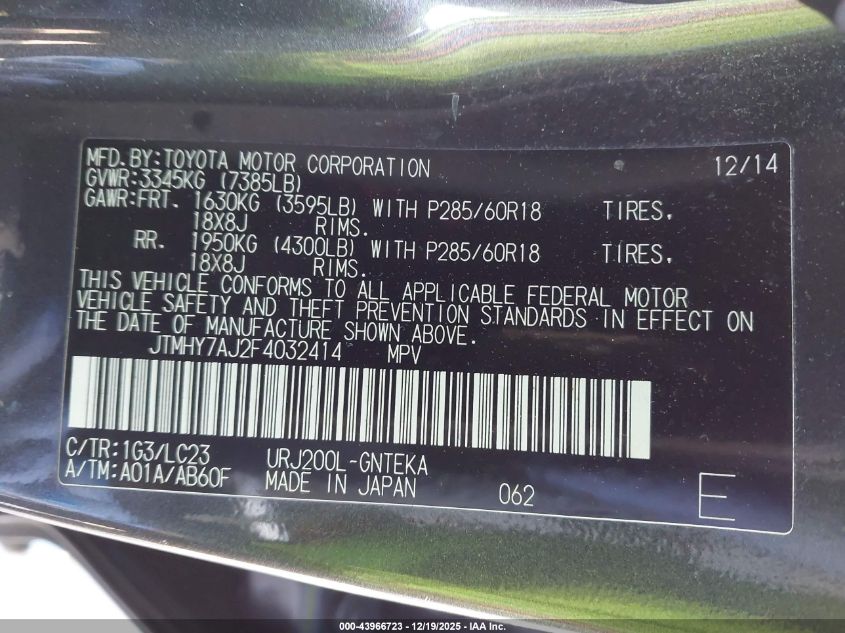 MFD.BY:TOYOTA MOTOR CORPORATION 12/14
GVWR:3345KG (7385LB)
GAWR:FRT. 1630KG (3595LB) WITH P285/60R18 TIRES.
18X8J RIMS.
RR. 1950KG (4300LB) WITH P285/60R18 TIRES.
18X8J RIMS.
THIS VEHICLE CONFORMS TO ALL APPLICABLE FEDERAL MOTOR
VEHICLE SAFETY AND THEFT PREVENTION STANDARDS IN EFFECT ON
THE DATE OF MANUFACTURE SHOWN ABOVE.
JTMHY7AJ2F4032414 MPV
C/TR:1G3/LC23 URJ200L-GNTEKA
A/TM:A01A/AB60F MADE IN JAPAN 062 E
000-43966723 - 12/19/2025 - IAA Inc.